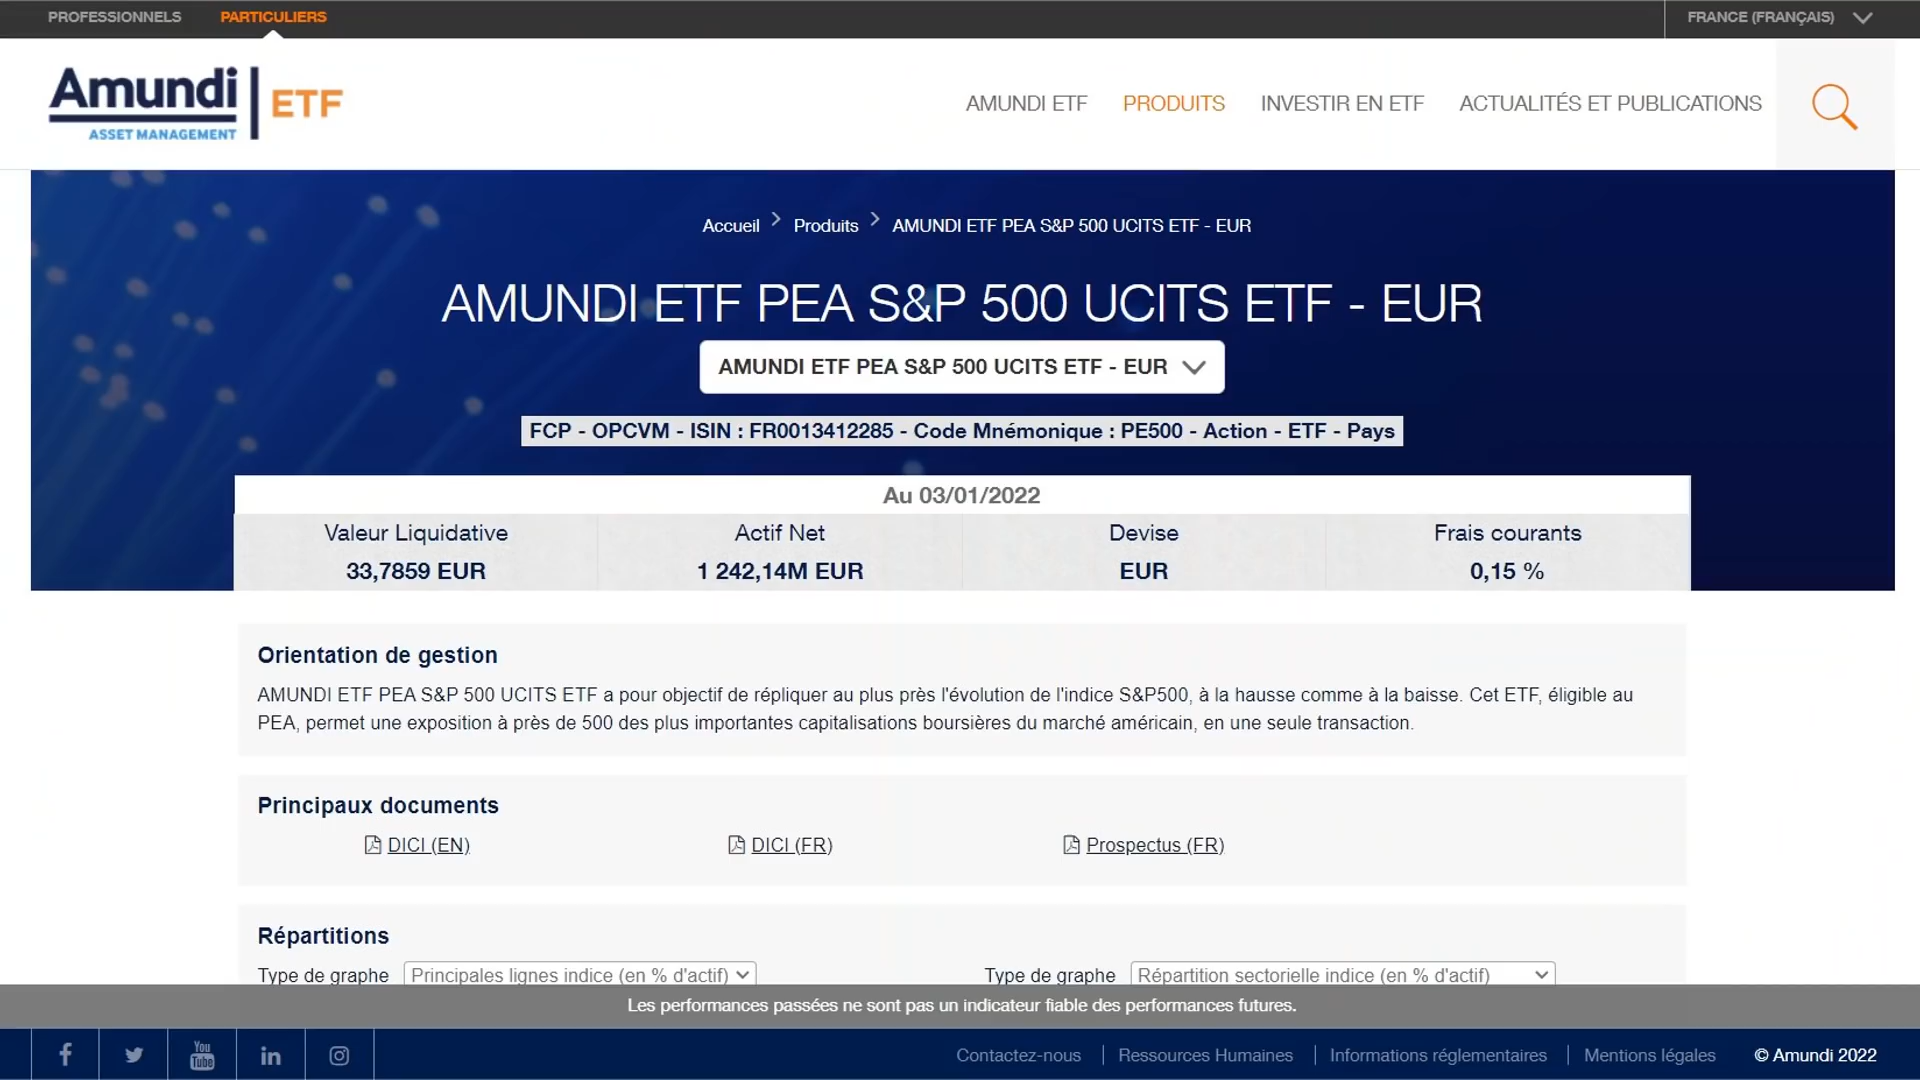 PROFESSIONNELS
PARTICULIERS
FRANCE (FRANÇAIS)
Amundi
ASSET MANAGEMENT
ETF
AMUNDI ETF
PRODUITS
INVESTIR EN ETF
ACTUALITÉS ET PUBLICATIONS
Accueil
Produits
AMUNDI ETF PEA S&P 500 UCITS ETF - EUR
AMUNDI ETF PEA S&P 500 UCITS ETF - EUR
AMUNDI ETF PEA S&P 500 UCITS ETF - EUR
FCP - OPCVM - ISIN : FR0013412285 - Code Mnémonique : PE500 - Action - ETF - Pays
Au 03/01/2022
Valeur Liquidative
33,7859 EUR
Actif Net
1 242,14M EUR
Devise
EUR
Frais courants
0,15 %
Orientation de gestion
AMUNDI ETF PEA S&P 500 UCITS ETF a pour objectif de répliquer au plus près l'évolution de l'indice S&P500, à la hausse comme à la baisse. Cet ETF, éligible au
PEA, permet une exposition à près de 500 des plus importantes capitalisations boursières du marché américain, en une seule transaction.
Principaux documents
DICI (EN)
DICI (FR)
Prospectus (FR)
Répartitions
Type de graphe
Principales lignes indice (en % d'actif)
Type de graphe
Répartition sectorielle indice (en % d'actif)
Les performances passées ne sont pas un indicateur fiable des performances futures.
You
Tube
Contactez-nous
Ressources Humaines
Informations réglementaires
Mentions légales
© Amundi 2022